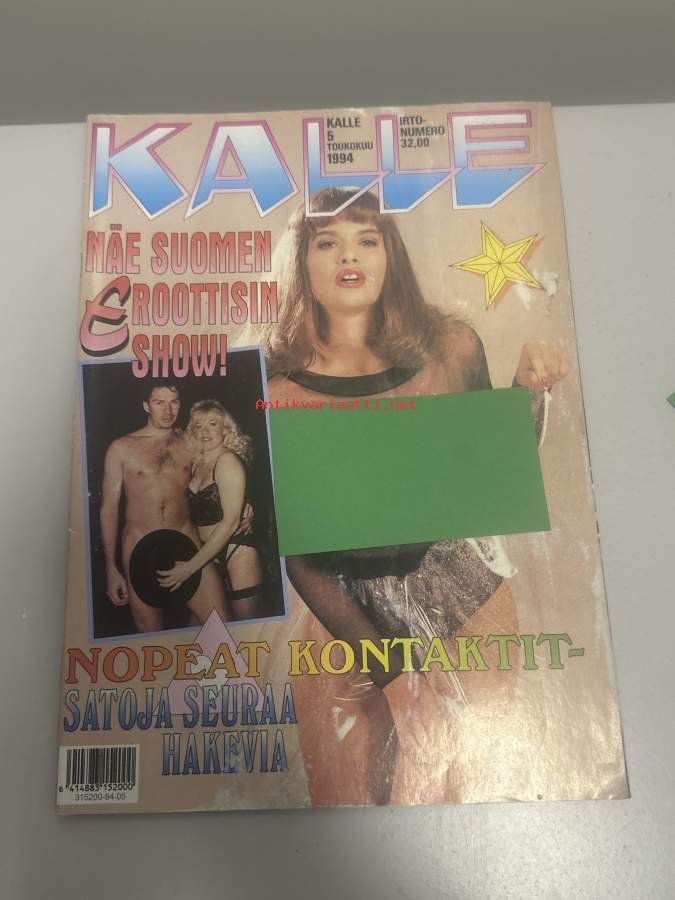 KALLE
KALLE
5
TOUKOKUU
1994
IRTO-
NUMERO
32,00
NÄE SUOMEN
EROOTTISIN
SHOW!
Antikvariaatti.net
NOPEAT KONTAKTIT-
SATOJA SEURAA
HAKEVIA
6 414883 152000
315200-94-05